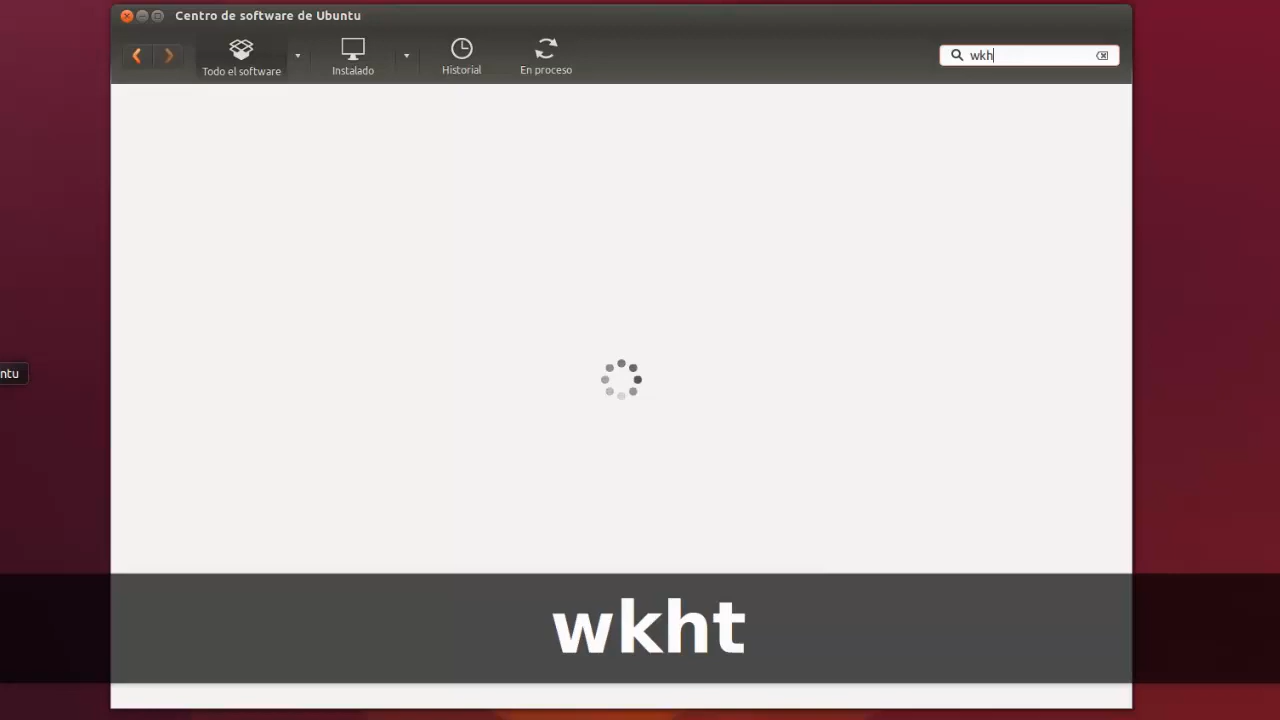 Centro de software de Ubuntu
Todo el software
Instalado
Historial
En proceso
wkh
ntu
wkht